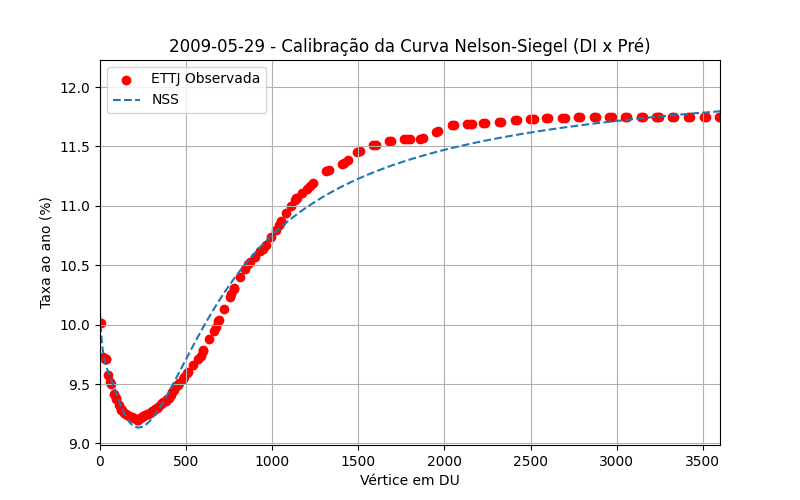 2009-05-29 - Calibração da Curva Nelson-Siegel (DI x Pré)
ETTJ Observada
NSS
Taxa ao ano (%)
12.0
11.5
11.0
10.5
10.0
9.5
9.0
0 500 1000 1500 2000 2500 3000 3500
Vértice em DU